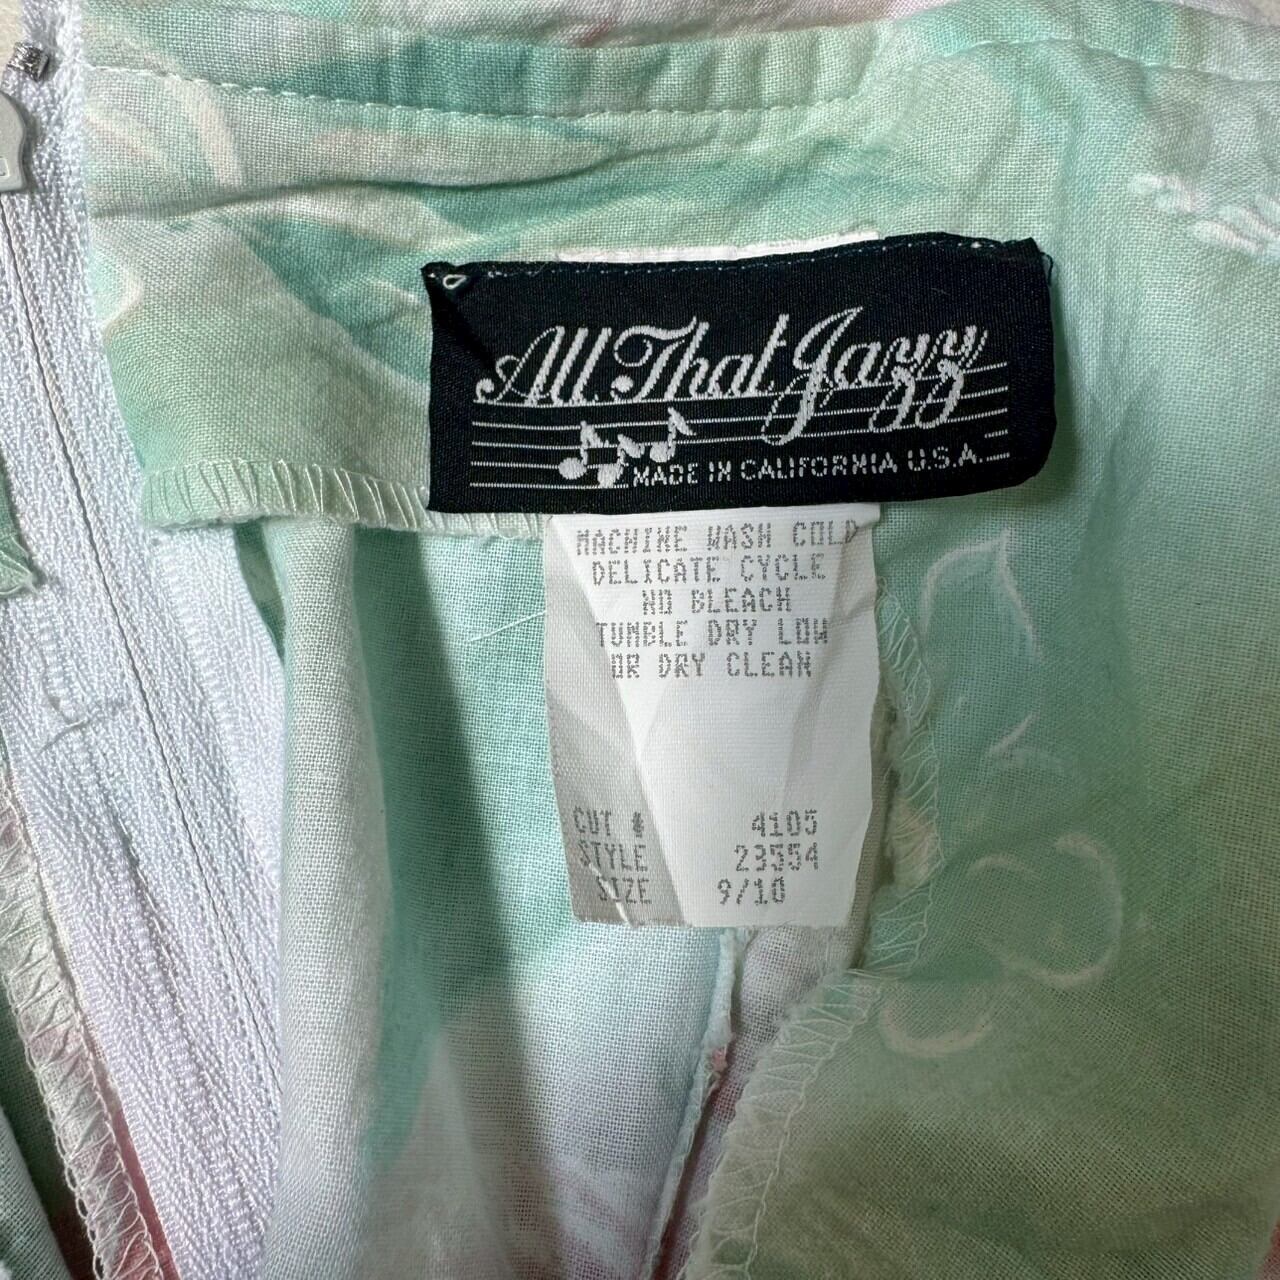 All That Jazz
MADE IN CALIFORNIA U.S.A.
MACHINE WASH COLD
DELICATE CYCLE
NO BLEACH
TUMBLE DRY LOW
OR DRY CLEAN
CUT # 4105
STYLE 23554
SIZE 9/10